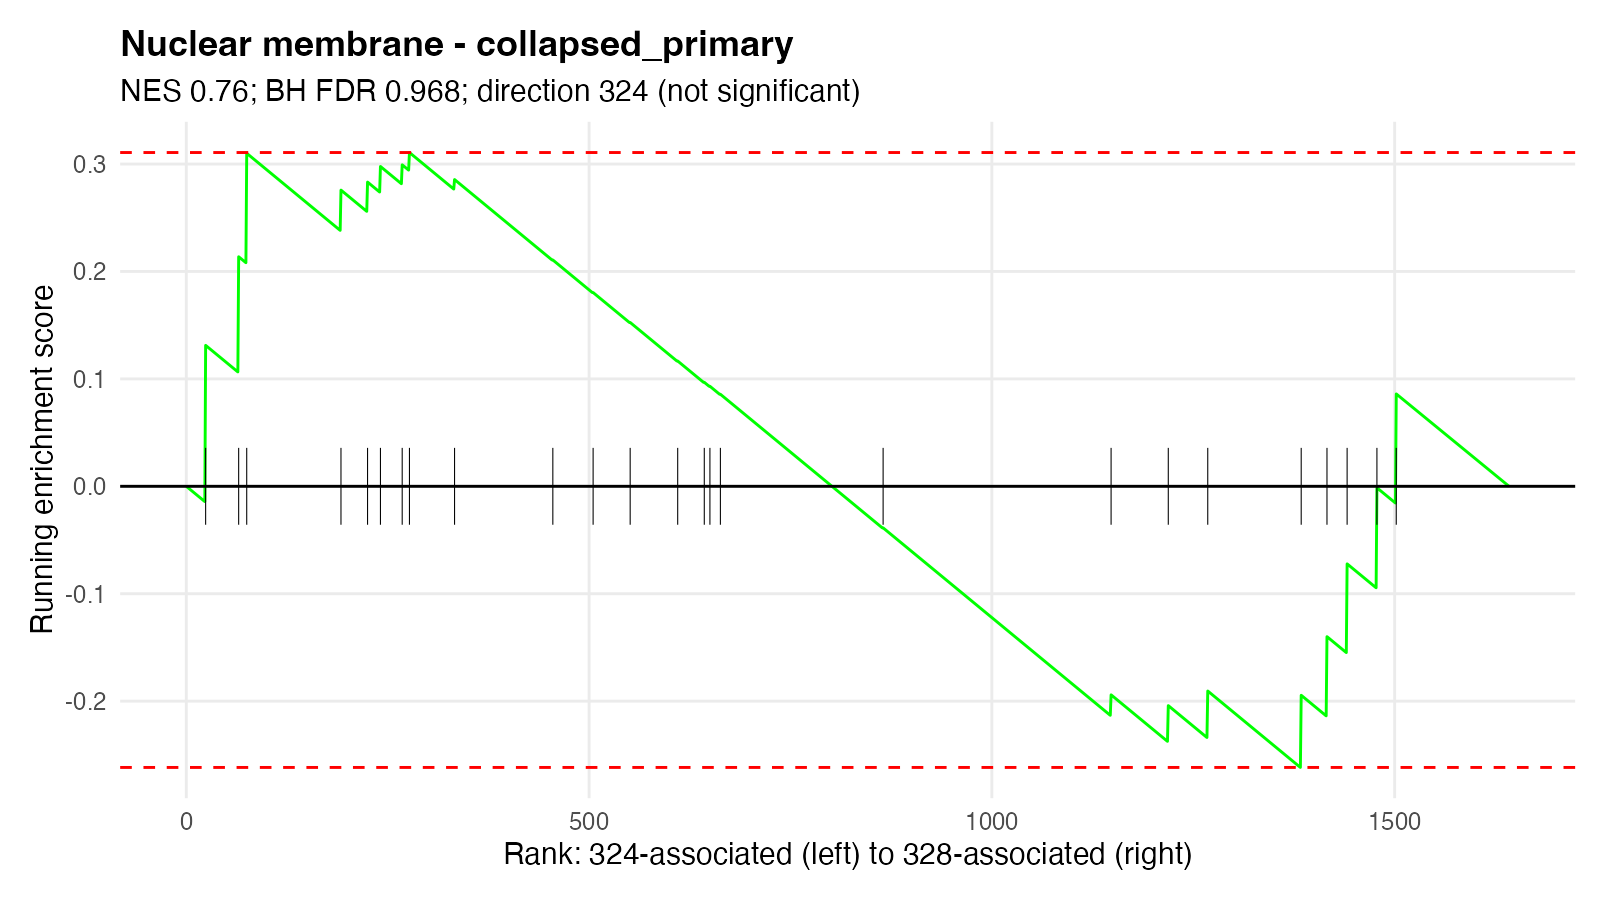 Nuclear membrane - collapsed_primary
NES 0.76; BH FDR 0.968; direction 324 (not significant)
Running enrichment score
0.3
0.2
0.1
0.0
-0.1
-0.2
0 500 1000 1500
Rank: 324-associated (left) to 328-associated (right)